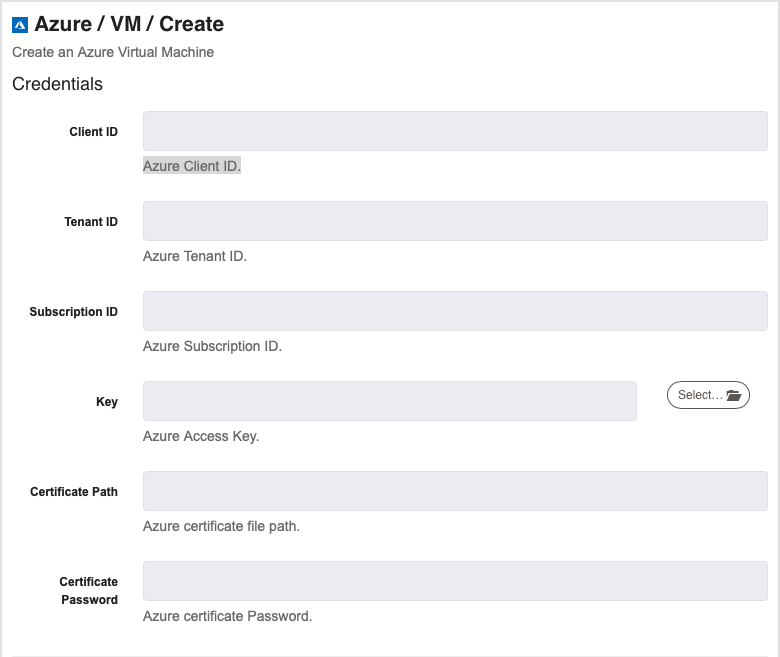 Azure / VM / Create
Create an Azure Virtual Machine
Credentials
Client ID
Azure Client ID.
Tenant ID
Azure Tenant ID.
Subscription ID
Azure Subscription ID.
Key
Select...
Azure Access Key.
Certificate Path
Azure certificate file path.
Certificate
Password
Azure certificate Password.